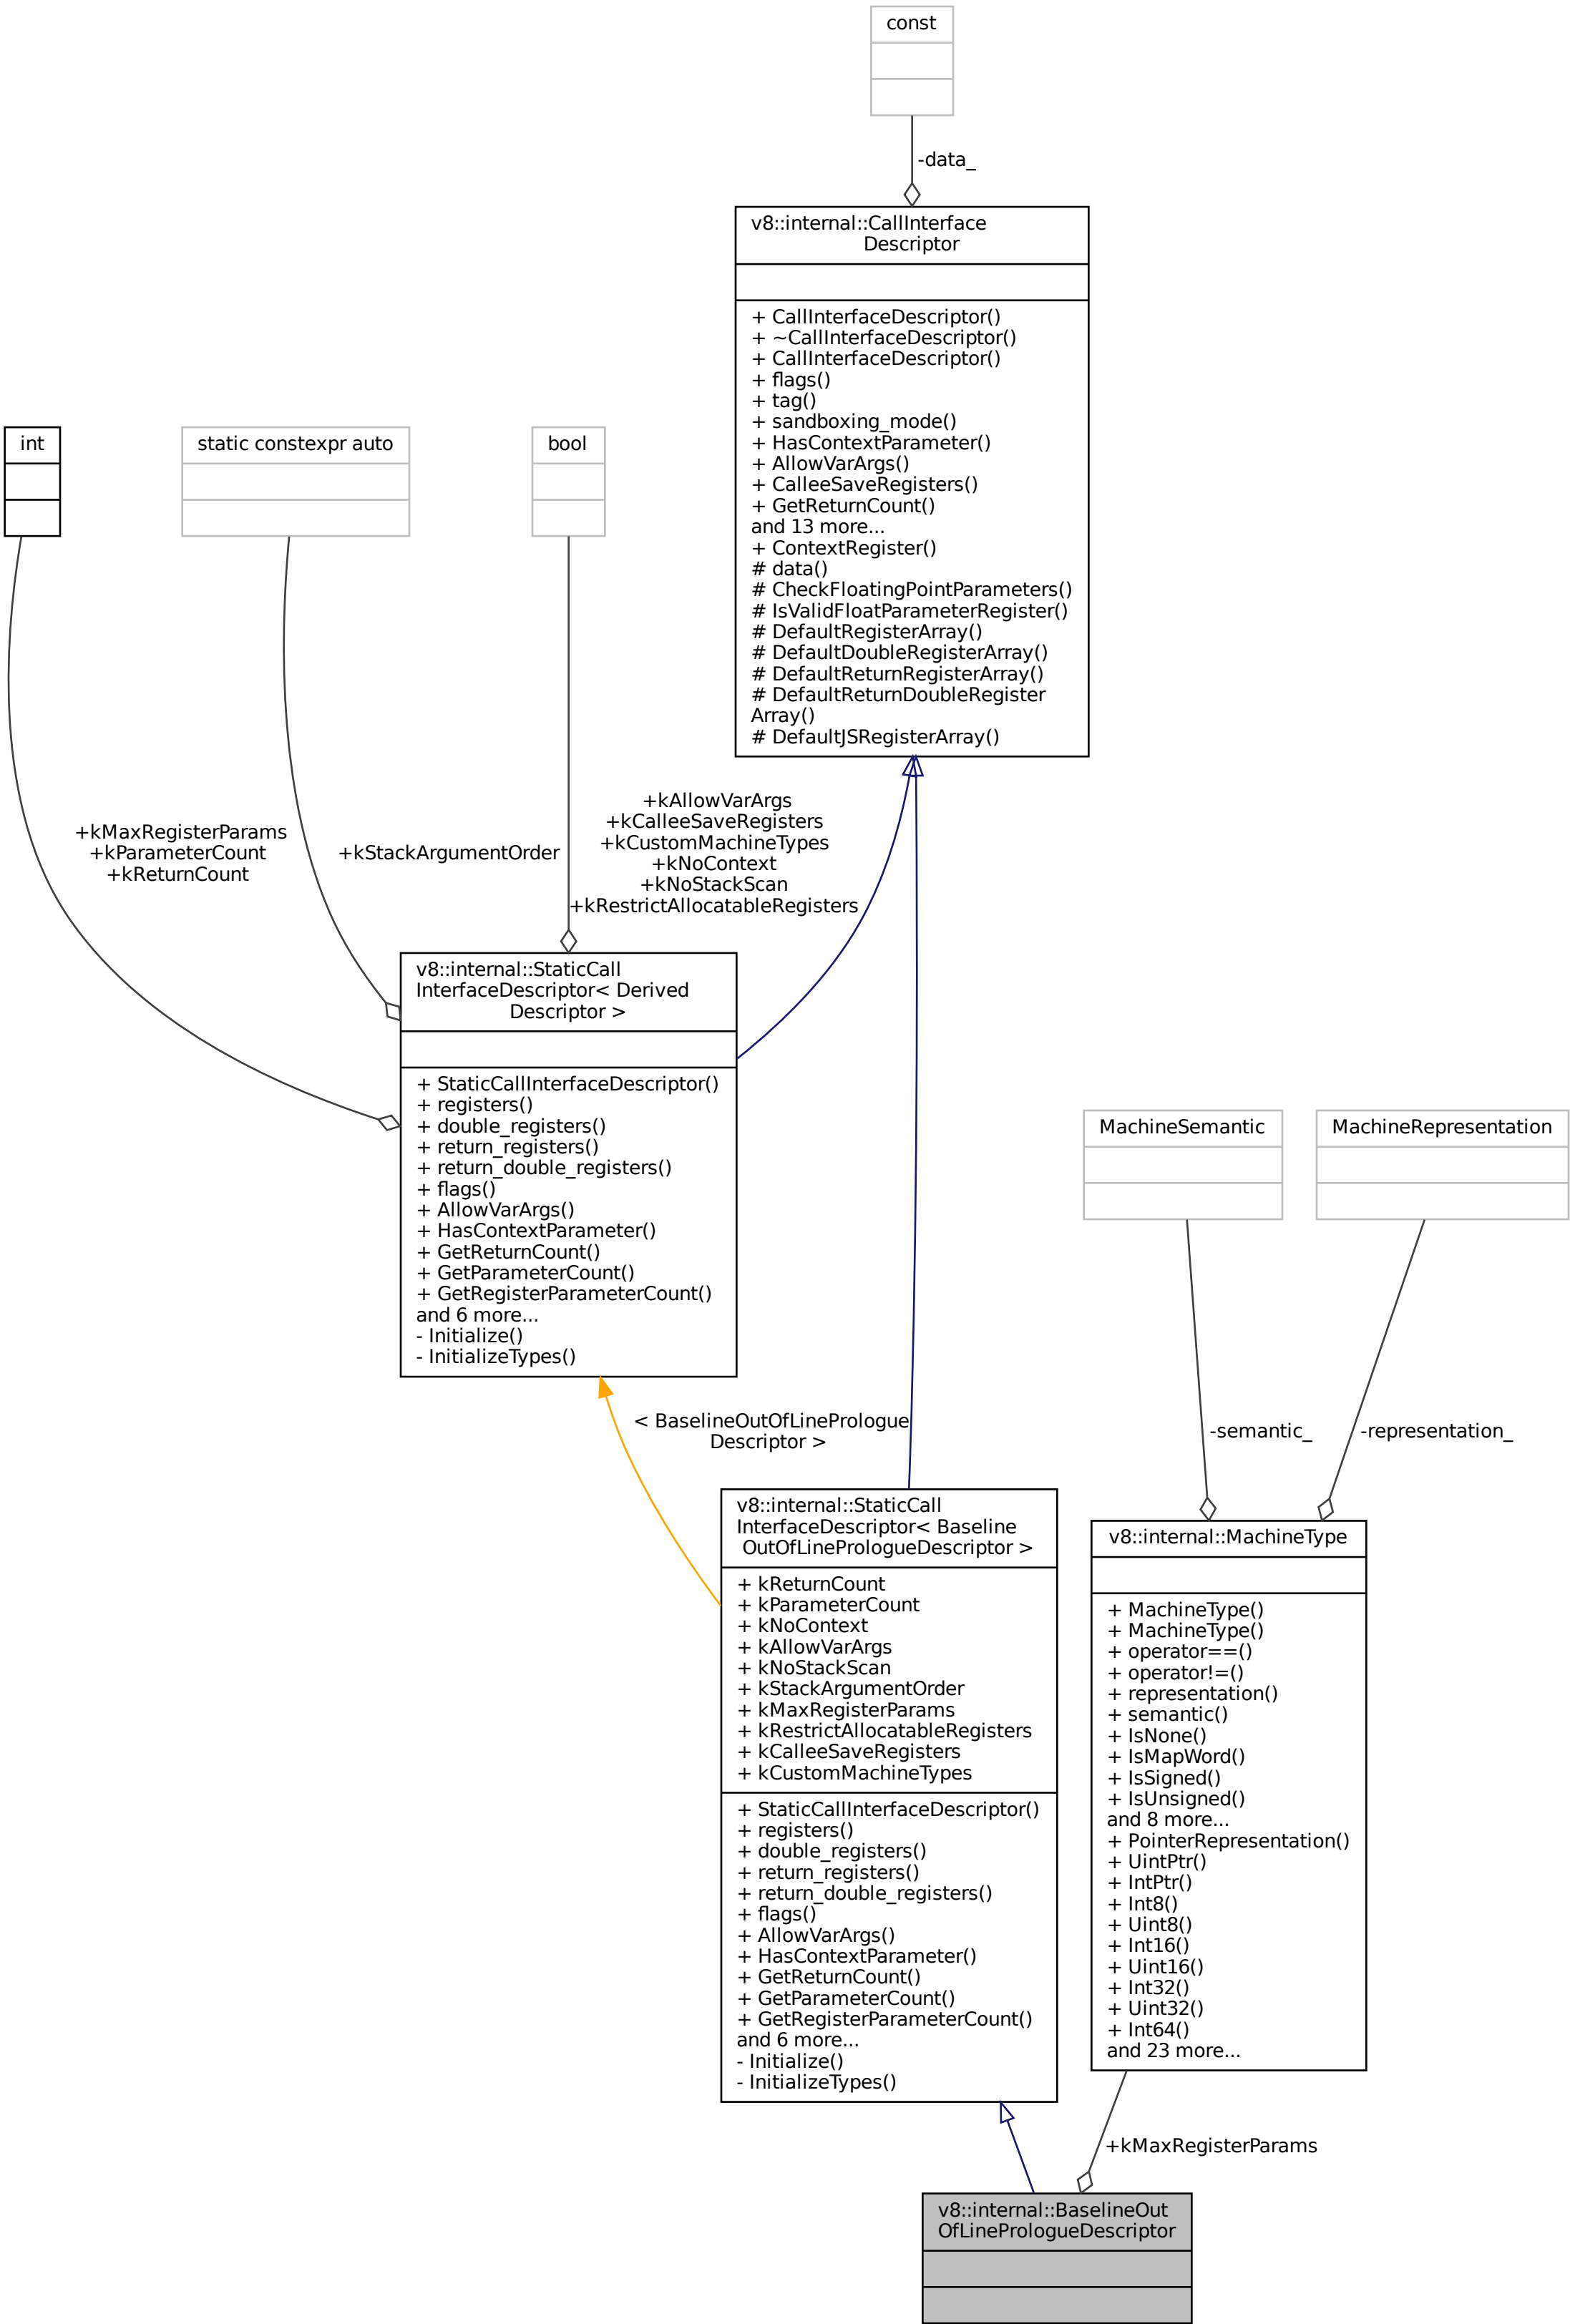 const
-data_
v8::internal::CallInterface
Descriptor
+ CallInterfaceDescriptor()
+ ~CallInterfaceDescriptor()
+ CallInterfaceDescriptor()
+ flags()
+ tag()
+ sandboxing_mode()
+ HasContextParameter()
+ AllowVarArgs()
+ CalleeSaveRegisters()
+ GetReturnCount()
and 13 more...
+ ContextRegister()
# data()
# CheckFloatingPointParameters()
# IsValidFloatParameterRegister()
# DefaultRegisterArray()
# DefaultDoubleRegisterArray()
# DefaultReturnRegisterArray()
# DefaultReturnDoubleRegister
Array()
# DefaultJSRegisterArray()
int
static constexpr auto
bool
+kMaxRegisterParams
+kParameterCount
+kReturnCount
+kStackArgumentOrder
+kAllowVarArgs
+kCalleeSaveRegisters
+kCustomMachineTypes
+kNoContext
+kNoStackScan
+kRestrictAllocatableRegisters
v8::internal::StaticCall
InterfaceDescriptor< Derived
Descriptor >
+ StaticCallInterfaceDescriptor()
+ registers()
+ double_registers()
+ return_registers()
+ return_double_registers()
+ flags()
+ AllowVarArgs()
+ HasContextParameter()
+ GetReturnCount()
+ GetParameterCount()
+ GetRegisterParameterCount()
and 6 more...
- Initialize()
- InitializeTypes()
MachineSemantic
MachineRepresentation
< BaselineOutOfLinePrologue
Descriptor >
-semantic_
-representation_
v8::internal::StaticCall
InterfaceDescriptor< Baseline
OutOfLinePrologueDescriptor >
+ kReturnCount
+ kParameterCount
+ kNoContext
+ kAllowVarArgs
+ kNoStackScan
+ kStackArgumentOrder
+ kMaxRegisterParams
+ kRestrictAllocatableRegisters
+ kCalleeSaveRegisters
+ kCustomMachineTypes
+ StaticCallInterfaceDescriptor()
+ registers()
+ double_registers()
+ return_registers()
+ return_double_registers()
+ flags()
+ AllowVarArgs()
+ HasContextParameter()
+ GetReturnCount()
+ GetParameterCount()
+ GetRegisterParameterCount()
and 6 more...
- Initialize()
- InitializeTypes()
v8::internal::MachineType
+ MachineType()
+ MachineType()
+ operator==()
+ operator!=()
+ representation()
+ semantic()
+ IsNone()
+ IsMapWord()
+ IsSigned()
+ IsUnsigned()
and 8 more...
+ PointerRepresentation()
+ UintPtr()
+ IntPtr()
+ Int8()
+ Uint8()
+ Int16()
+ Uint16()
+ Int32()
+ Uint32()
+ Int64()
and 23 more...
+kMaxRegisterParams
v8::internal::BaselineOut
OfLinePrologueDescriptor